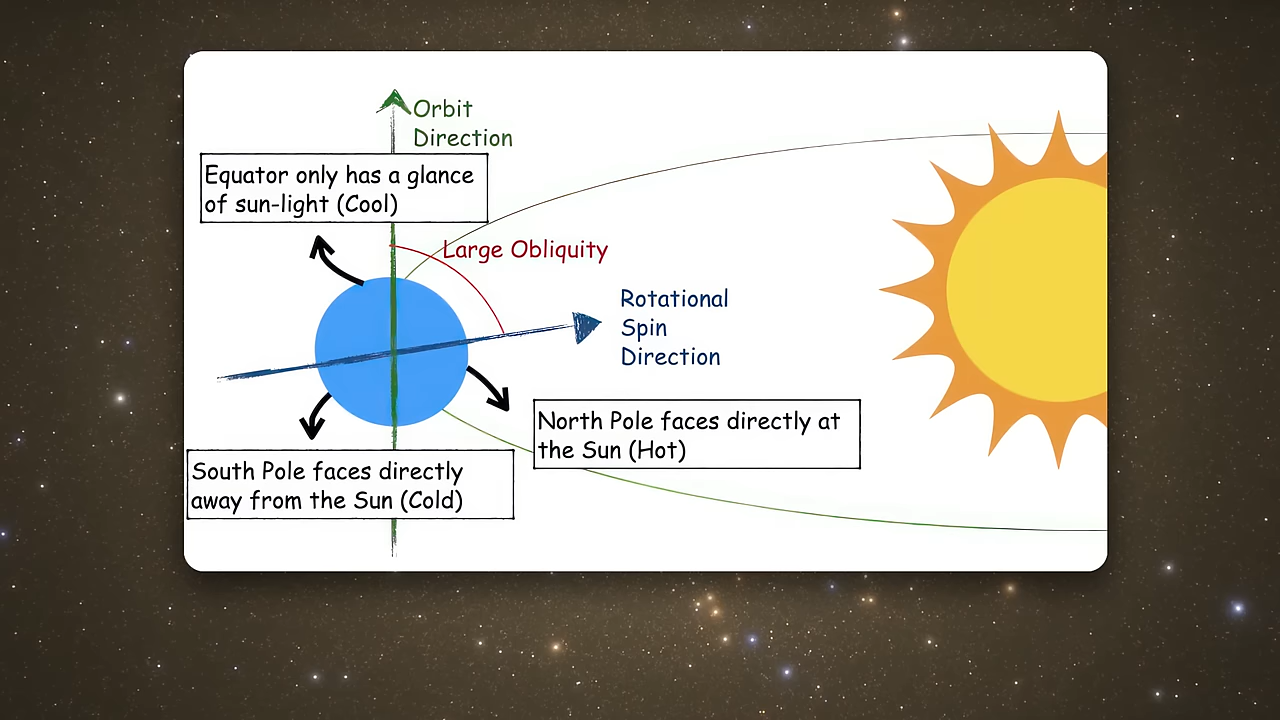 Orbit
Direction
Equator only has a glance
of sun-light (Cool)
Large Obliquity
Rotational
Spin
Direction
North Pole faces directly at
the Sun (Hot)
South Pole faces directly
away from the Sun (Cold)